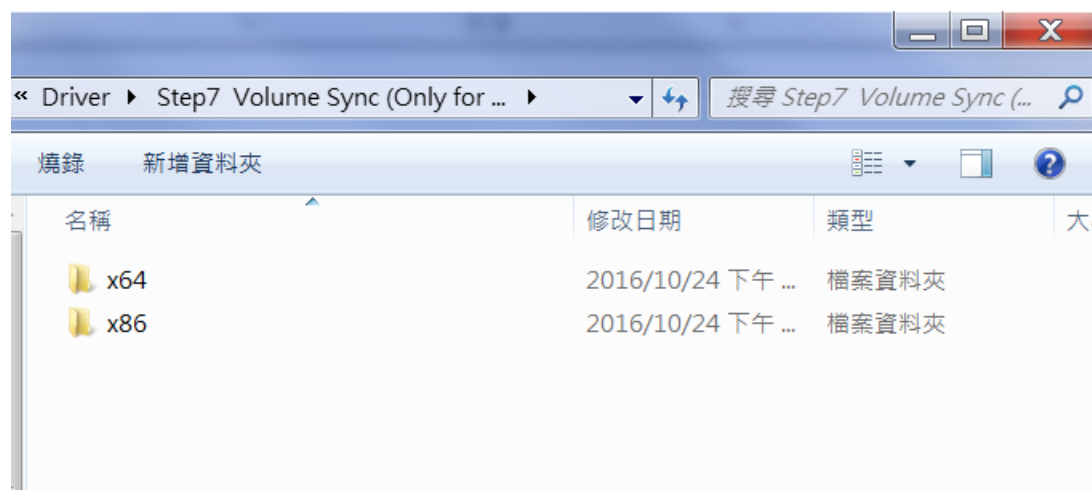 « Driver ▸ Step7 Volume Sync (Only for ... ▸ 搜尋 Step7 Volume Sync (...
燒錄 新增資料夾
名稱 修改日期 類型 大
x64 2016/10/24 下午 ... 檔案資料夾
x86 2016/10/24 下午 ... 檔案資料夾